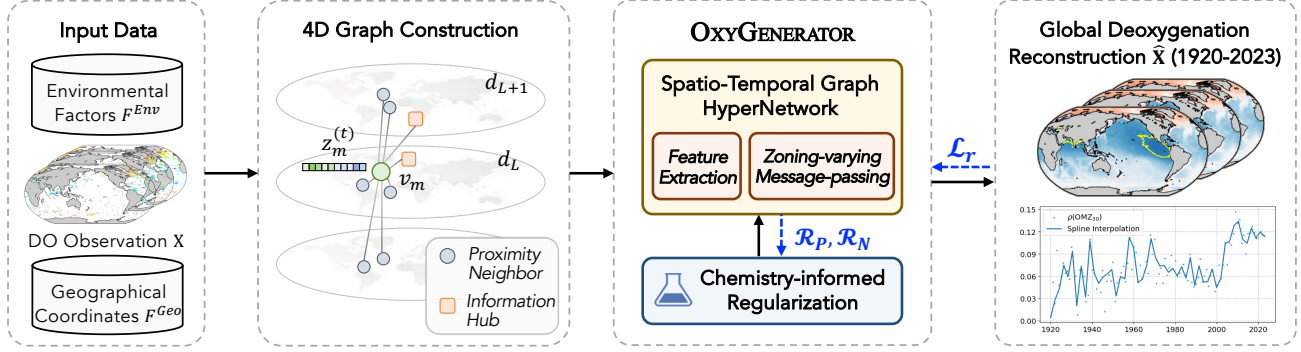 Input Data
Environmental
Factors F^{Env}
DO Observation X
Geographical
Coordinates F^{Geo}
4D Graph Construction
d_{L+1}
z_m^{(t)}
d_L
v_m
Proximity
Neighbor
Information
Hub
OXYGENERATOR
Spatio-Temporal Graph
HyperNetwork
Feature
Extraction
Zoning-varying
Message-passing
ℛ_P, ℛ_N
Chemistry-informed
Regularization
ℒ_r
Global Deoxygenation
Reconstruction X̂ (1920-2023)
0.15
0.12
0.09
0.06
0.03
0.00
ρ(OMZ_{30})
Spline Interpolation
1920 1940 1960 1980 2000 2020